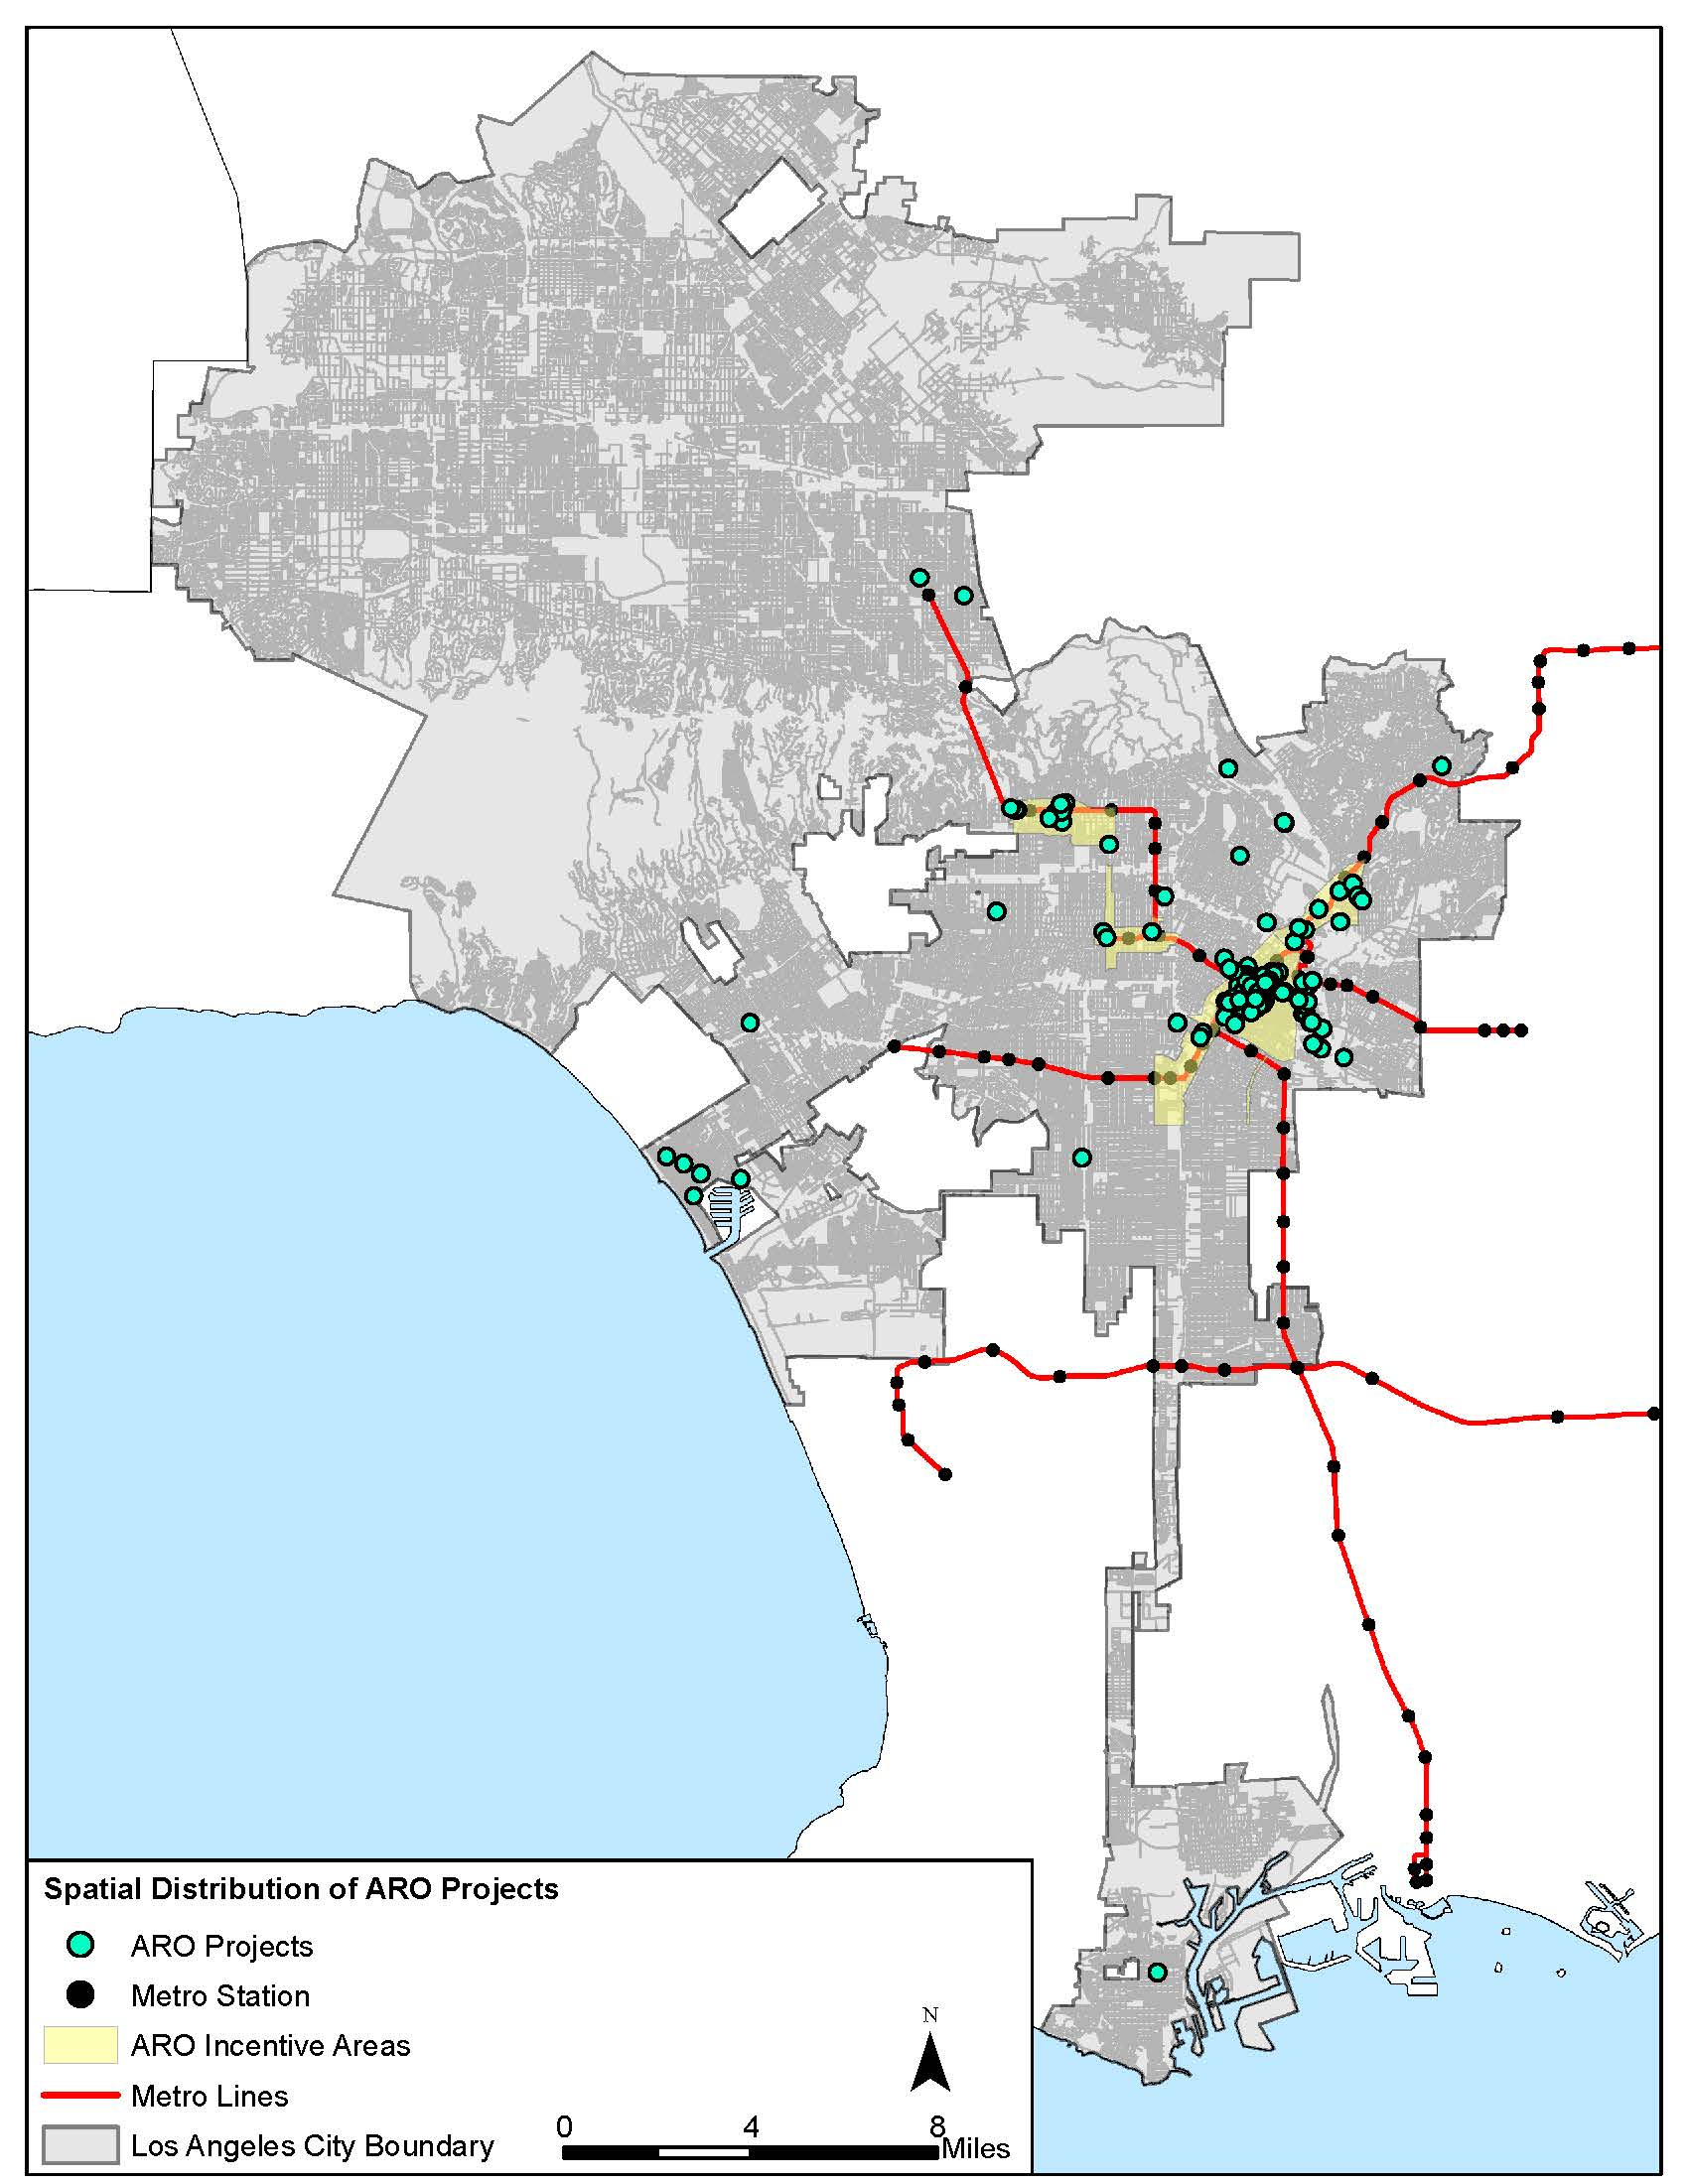 Spatial Distribution of ARO Projects
ARO Projects
Metro Station
ARO Incentive Areas
Metro Lines
Los Angeles City Boundary
N
0 4 8
Miles